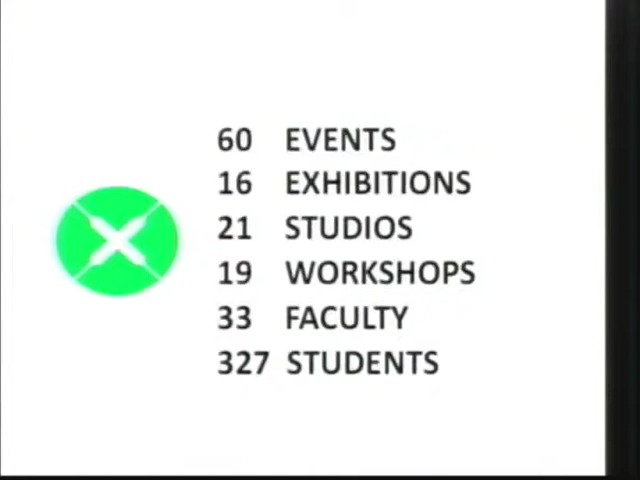 60 EVENTS
16 EXHIBITIONS
21 STUDIOS
19 WORKSHOPS
33 FACULTY
327 STUDENTS